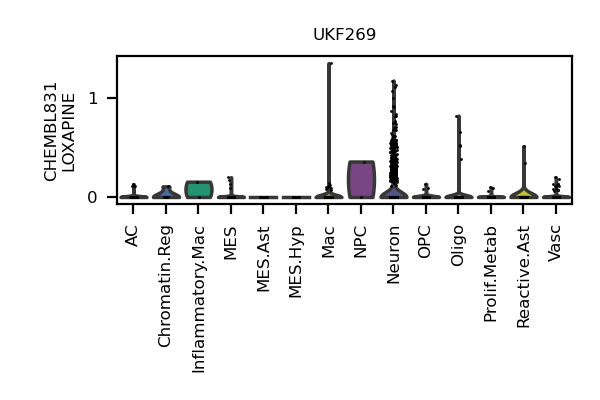 UKF269
CHEMBL831
LOXAPINE
1
0
AC
Chromatin.Reg
Inflammatory.Mac
MES
MES.Ast
MES.Hyp
Mac
NPC
Neuron
OPC
Oligo
Prolif.Metab
Reactive.Ast
Vasc